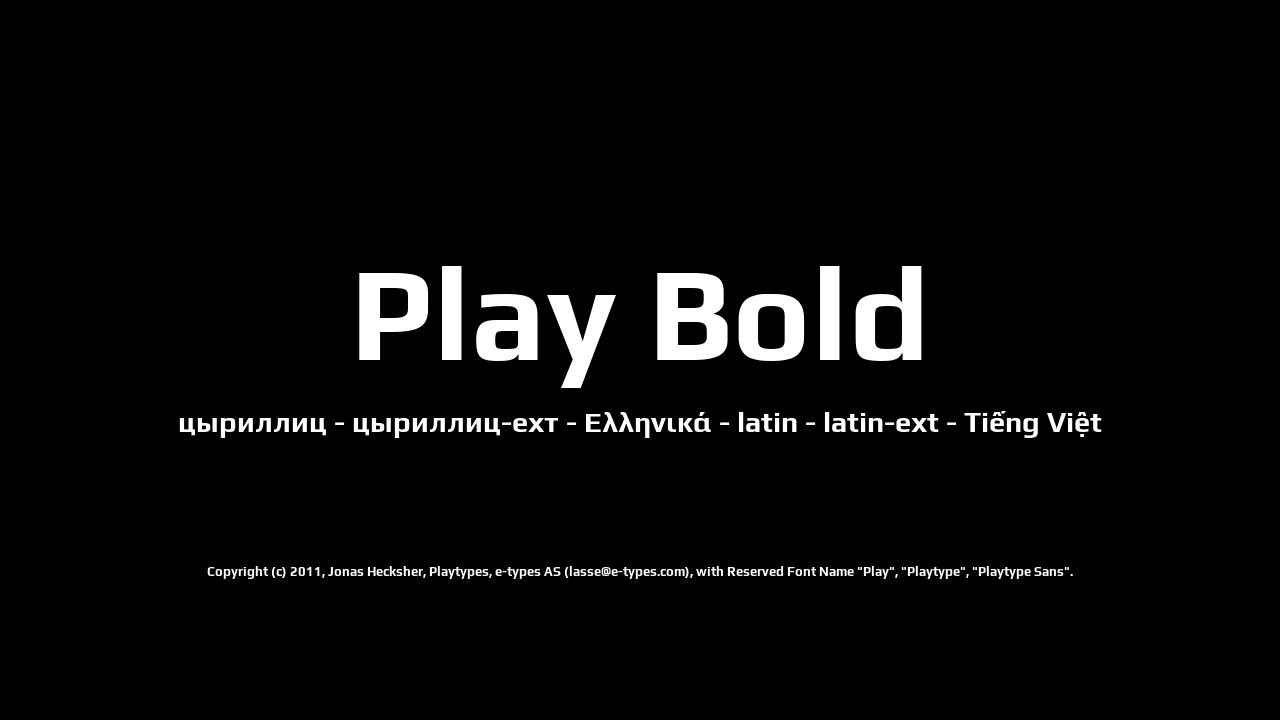 Play Bold
цыриллиц - цыриллиц-ехт - Ελληνικά - latin - latin-ext - Tiếng Việt
Copyright (c) 2011, Jonas Hecksher, Playtypes, e-types AS (lasse@e-types.com), with Reserved Font Name "Play", "Playtype", "Playtype Sans".